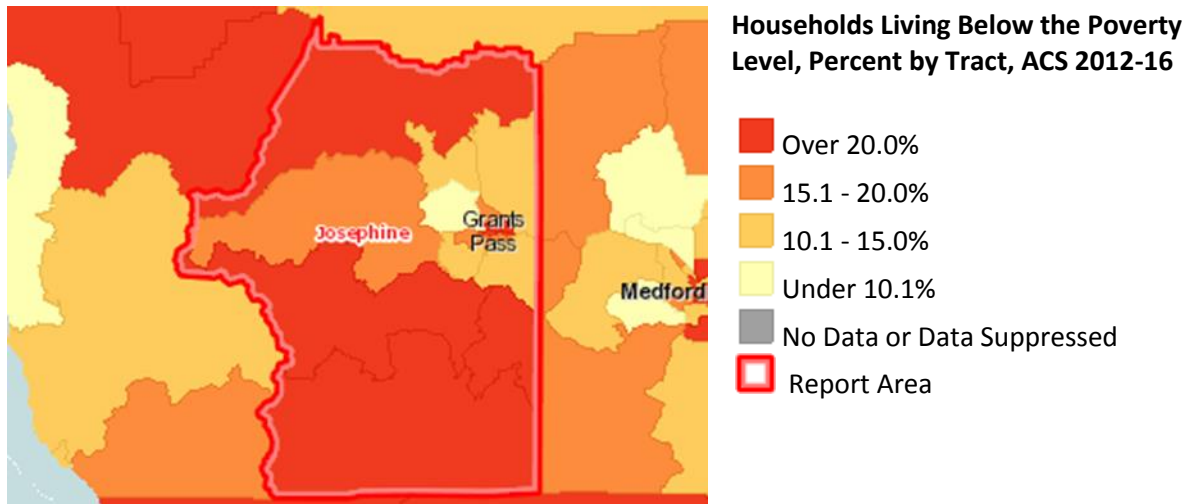 Households Living Below the Poverty
Level, Percent by Tract, ACS 2012-16
Over 20.0%
15.1 - 20.0%
10.1 - 15.0%
Under 10.1%
No Data or Data Suppressed
Report Area
Josephine
Grants
Pass
Medford